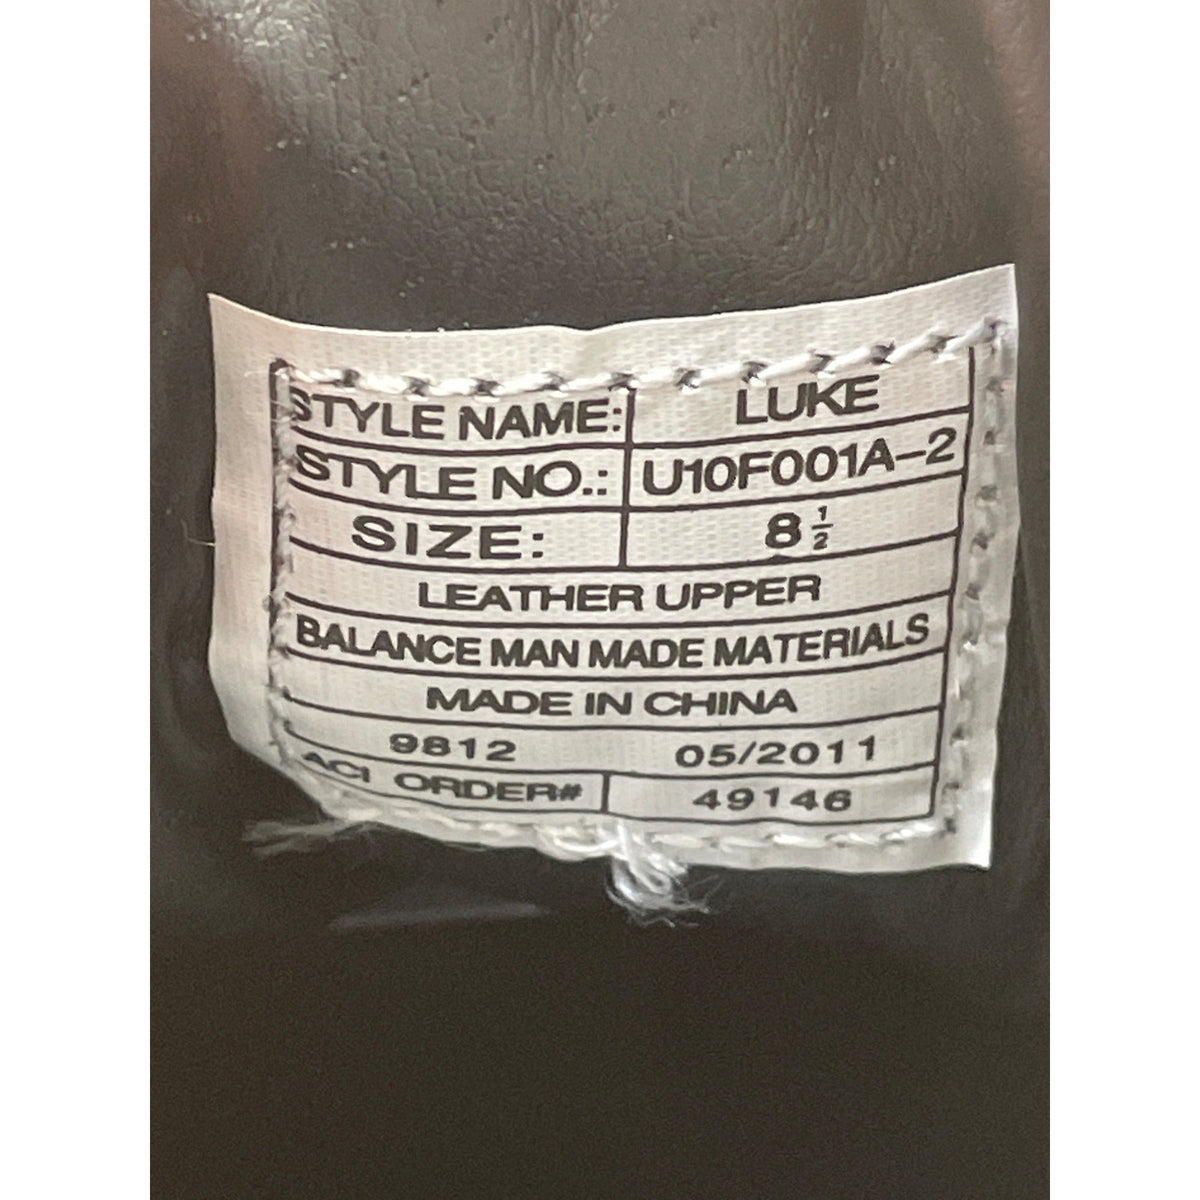 STYLE NAME: LUKE
STYLE NO.: U10F001A-2
SIZE: 8 1/2
LEATHER UPPER
BALANCE MAN MADE MATERIALS
MADE IN CHINA
9812 05/2011
ACI ORDER# 49146